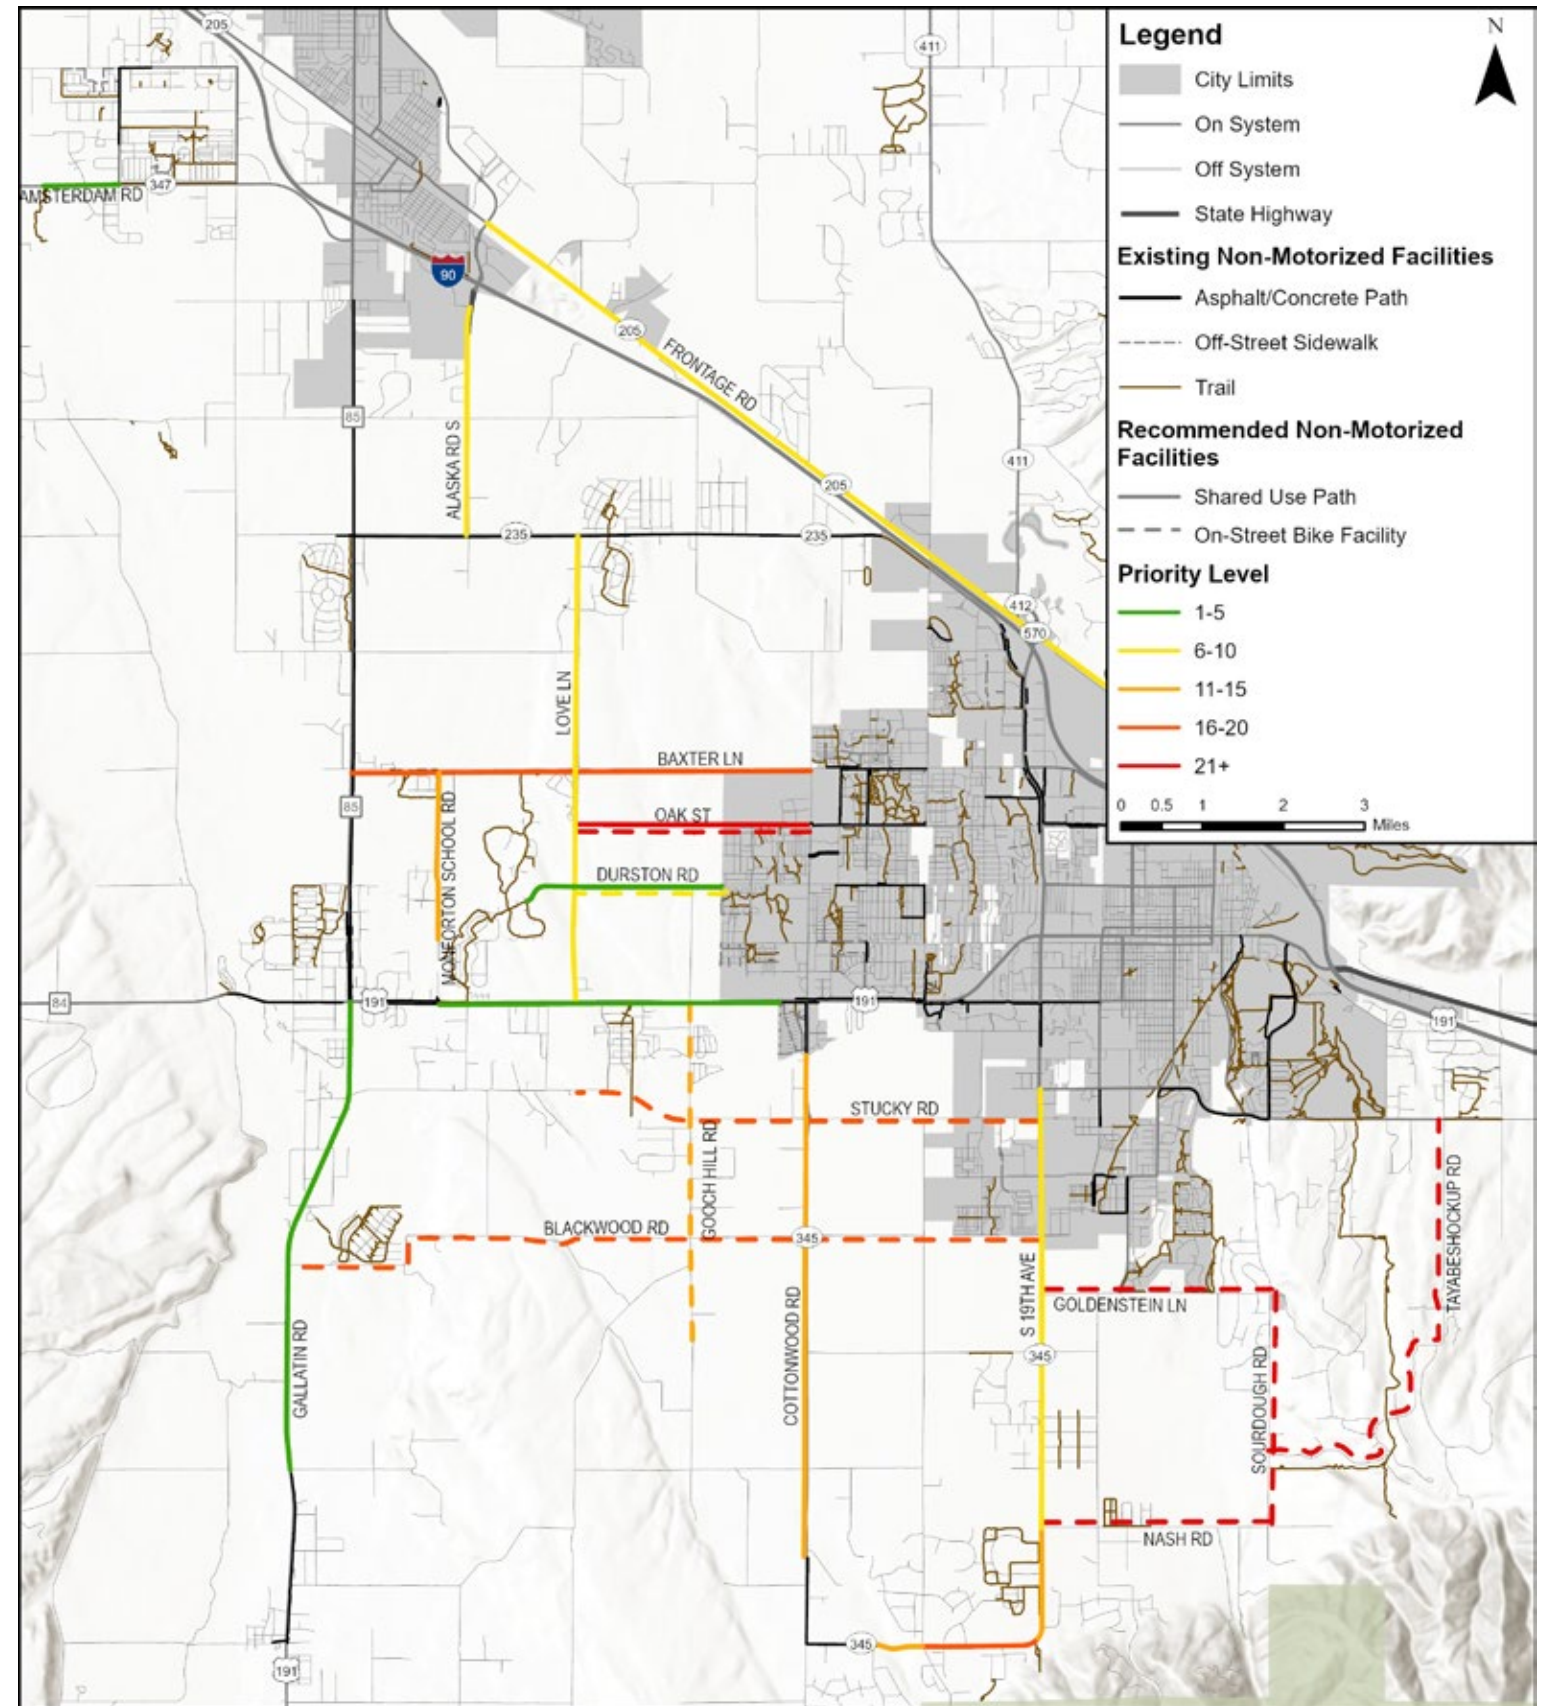 205
411
347
AMSTERDAM RD
90
205
FRONTAGE RD
85
ALASKA RD S
411
205
235
235
412
570
LOVE LN
BAXTER LN
85
OAK ST
MONFORTON SCHOOL RD
DURSTON RD
84
191
191
191
STUCKY RD
GOOCH HILL RD
BLACKWOOD RD
345
TAYABESHOCKUP RD
S 19TH AVE
GOLDENSTEIN LN
GALLATIN RD
COTTONWOOD RD
345
SOURDOUGH RD
NASH RD
345
191
Legend
N
City Limits
On System
Off System
State Highway
Existing Non-Motorized Facilities
Asphalt/Concrete Path
Off-Street Sidewalk
Trail
Recommended Non-Motorized
Facilities
Shared Use Path
On-Street Bike Facility
Priority Level
1-5
6-10
11-15
16-20
21+
0 0.5 1 2 3
Miles